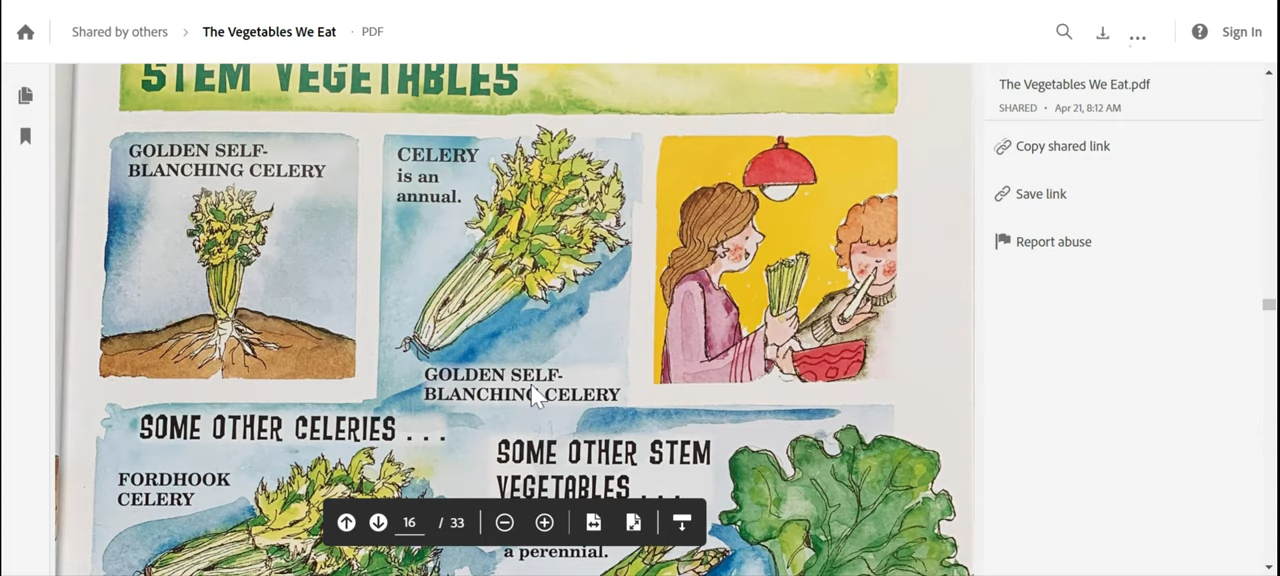 Shared by others > The Vegetables We Eat · PDF
Sign In
STEM VEGETABLES
GOLDEN SELF-
BLANCHING CELERY
CELERY
is an
annual.
GOLDEN SELF-
BLANCHING CELERY
SOME OTHER CELERIES . . .
FORDHOOK
CELERY
SOME OTHER STEM
VEGETABLES . . .
a perennial.
16 / 33
The Vegetables We Eat.pdf
SHARED • Apr 21, 8:12 AM
Copy shared link
Save link
Report abuse